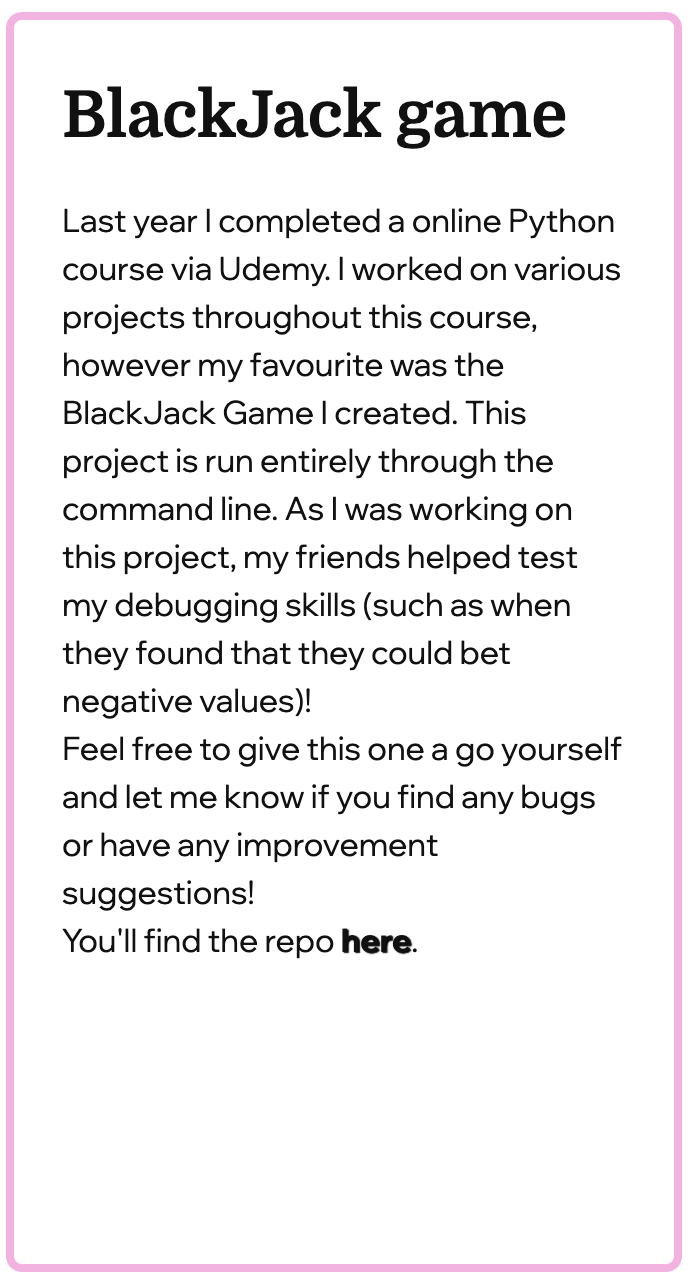 BlackJack game
Last year I completed a online Python
course via Udemy. I worked on various
projects throughout this course,
however my favourite was the
BlackJack Game I created. This
project is run entirely through the
command line. As I was working on
this project, my friends helped test
my debugging skills (such as when
they found that they could bet
negative values)!
Feel free to give this one a go yourself
and let me know if you find any bugs
or have any improvement
suggestions!
You'll find the repo here.